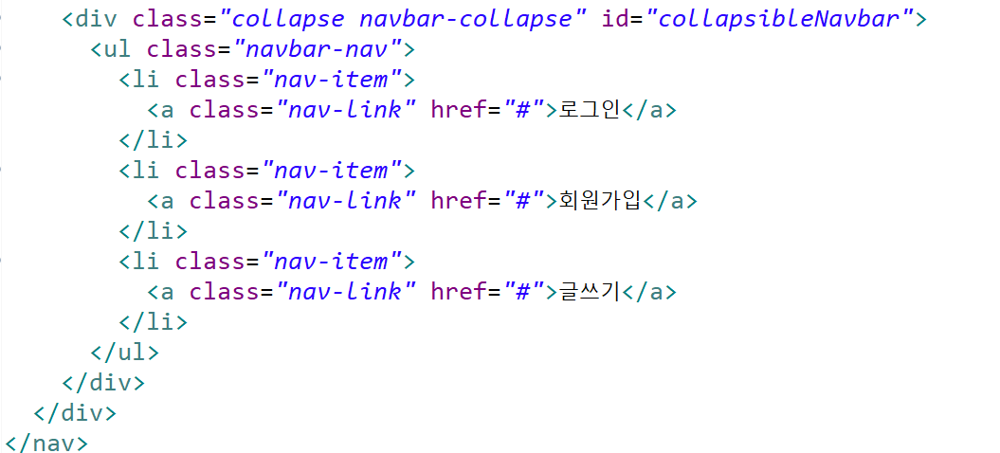 <div class="collapse navbar-collapse" id="collapsibleNavbar">
<ul class="navbar-nav">
<li class="nav-item">
<a class="nav-link" href="#">로그인</a>
</li>
<li class="nav-item">
<a class="nav-link" href="#">회원가입</a>
</li>
<li class="nav-item">
<a class="nav-link" href="#">글쓰기</a>
</li>
</ul>
</div>
</div>
</nav>